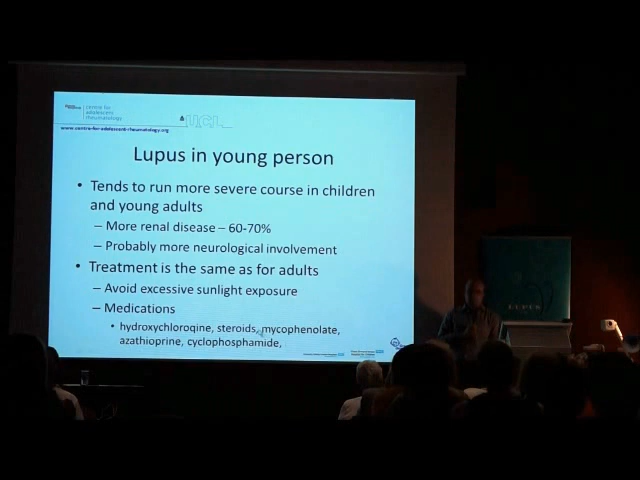 centre for
adolescent
rheumatology
UCL
www.centre-for-adolescent-rheumatology.org
Lupus in young person
• Tends to run more severe course in children
and young adults
– More renal disease – 60-70%
– Probably more neurological involvement
• Treatment is the same as for adults
– Avoid excessive sunlight exposure
– Medications
• hydroxychloroqine, steroids, mycophenolate,
azathioprine, cyclophosphamide,
LUPUS